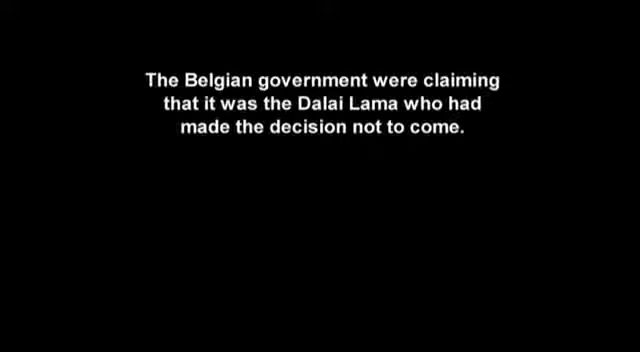 The Belgian government were claiming
that it was the Dalai Lama who had
made the decision not to come.